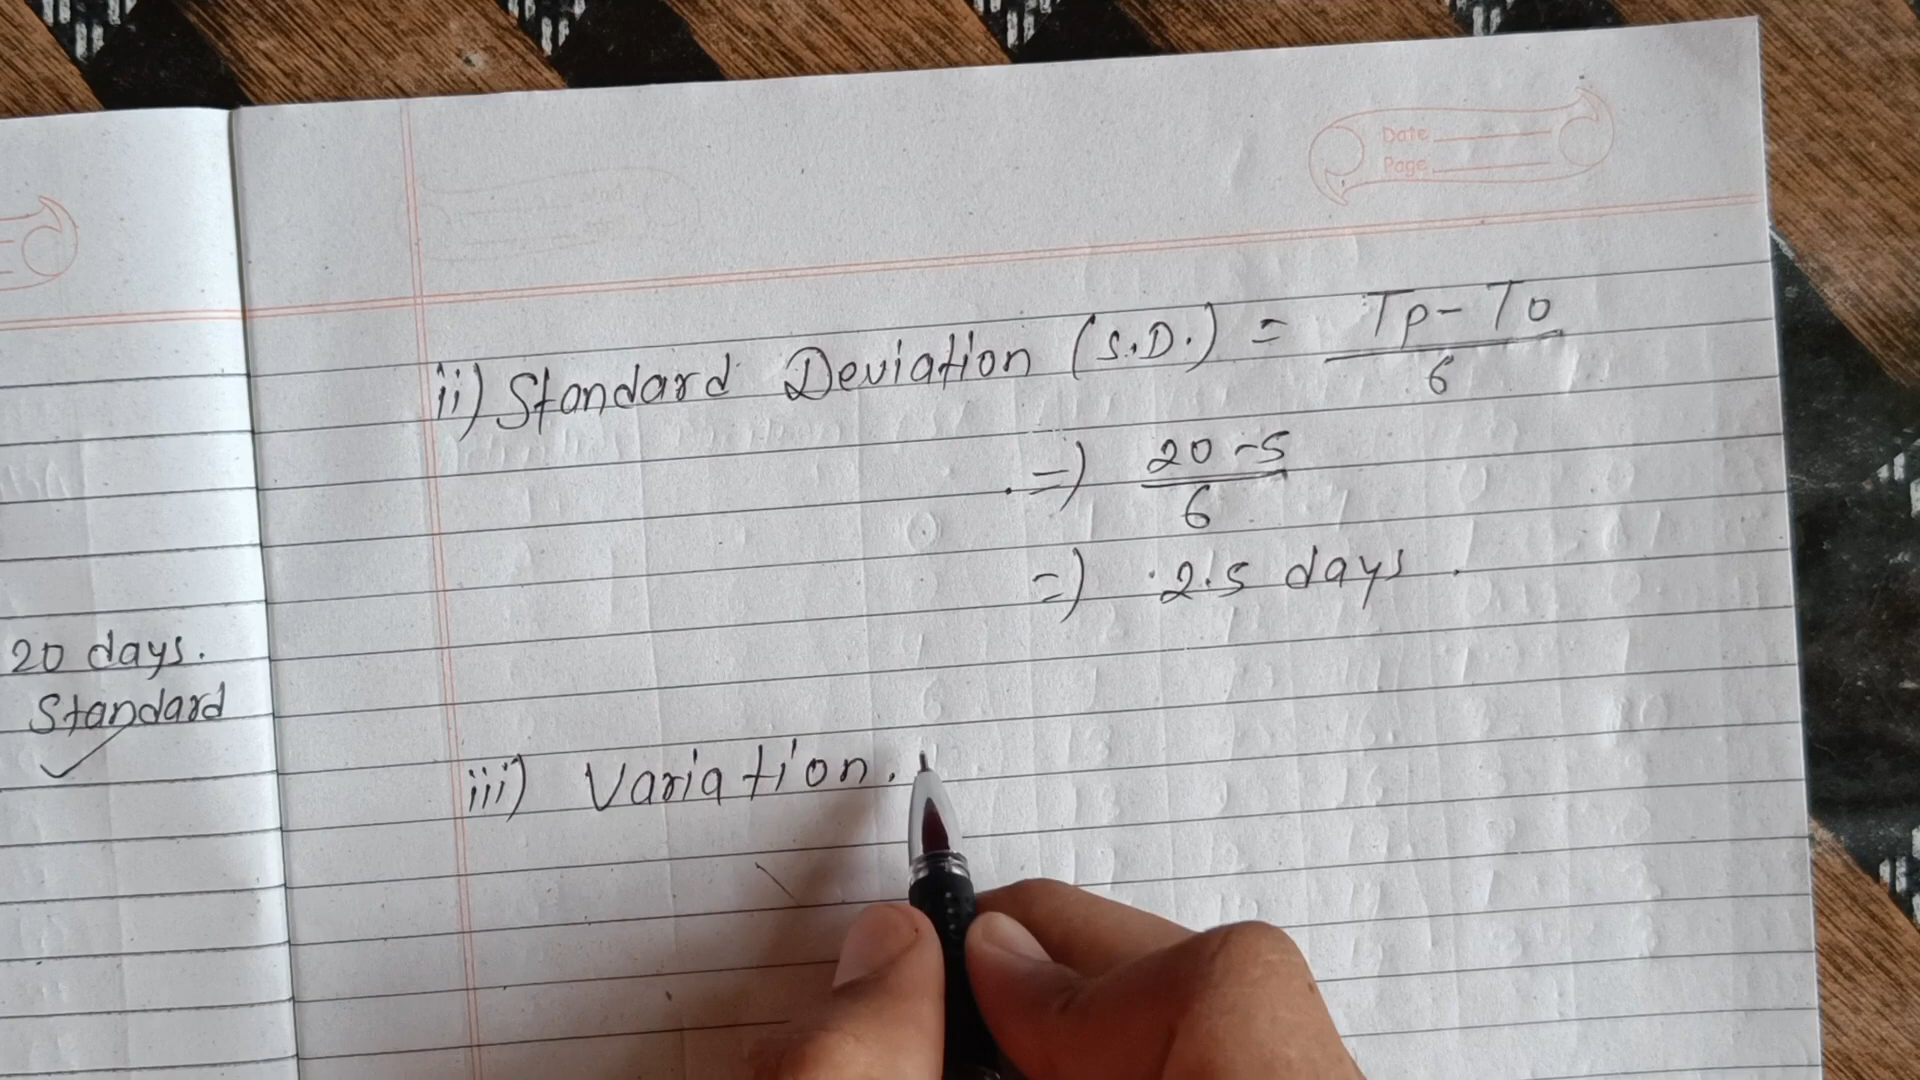 20 days.
Standard
Date
Page
ii) Standard Deviation (S.D.) = Tp - To
6
=) 20 - 5
6
=) 2.5 days.
iii) Variation.